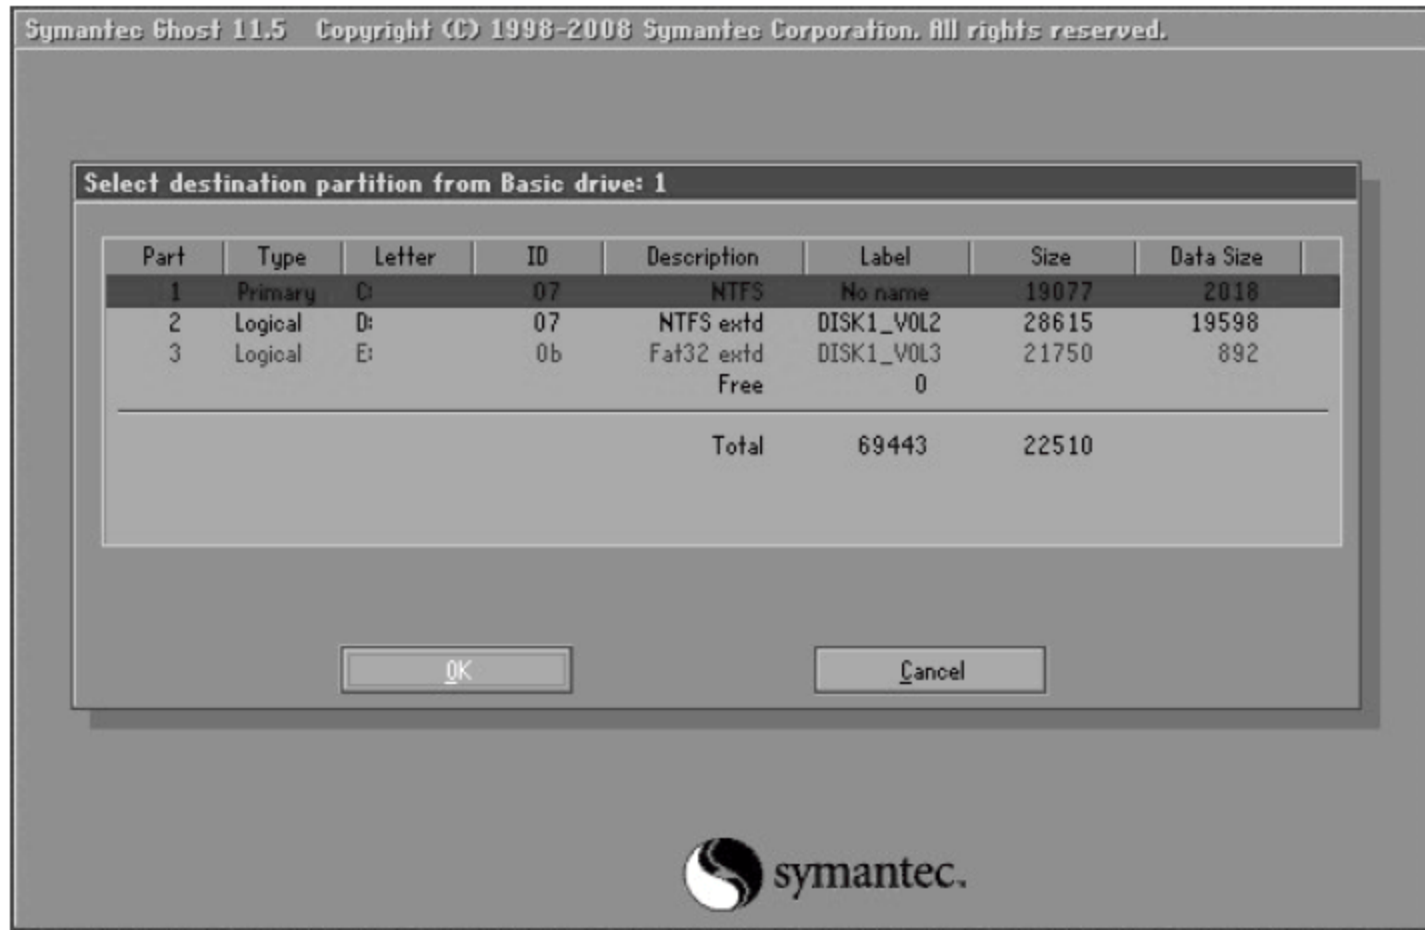 Symantec Ghost 11.5 Copyright (C) 1998-2008 Symantec Corporation. All rights reserved.
Select destination partition from Basic drive: 1
Part Type Letter ID Description Label Size Data Size
1 Primary C: 07 NTFS No name 19077 2018
2 Logical D: 07 NTFS extd DISK1_VOL2 28615 19598
3 Logical E: 0b Fat32 extd DISK1_VOL3 21750 892
Free 0
Total 69443 22510
OK Cancel
symantec.